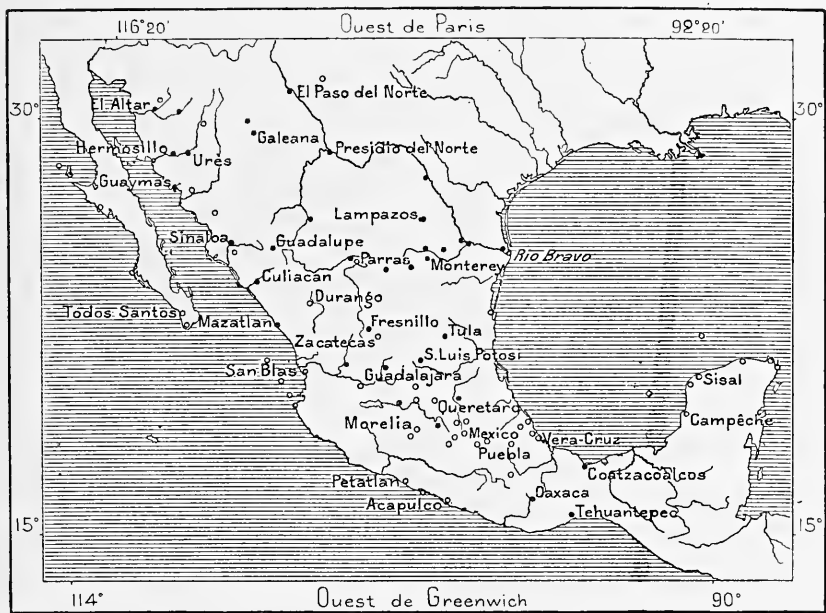 116°20' Ouest de Paris 92°20'
30° 30°
El Paso del Norte
El Altar
Galeana
Hermosillo
Ures
Presidio del Norte
Guaymas
Lampazos
Sinaloa
Guadalupe
Parras
Monterey
Rio Bravo
Culiacán
Durango
Todos Santos
Mazatlan
Fresnillo
Tula
Zacatecas
S. Luis Potosi
San Blas
Guadalajara
Sisal
Querétaro
Campêche
Morelia
Mexico
Vera-Cruz
Puebla
Coatzacoalcos
Petatlan
Oaxaca
Acapulco
Tehuantepec
15° 15°
114° Ouest de Greenwich 90°